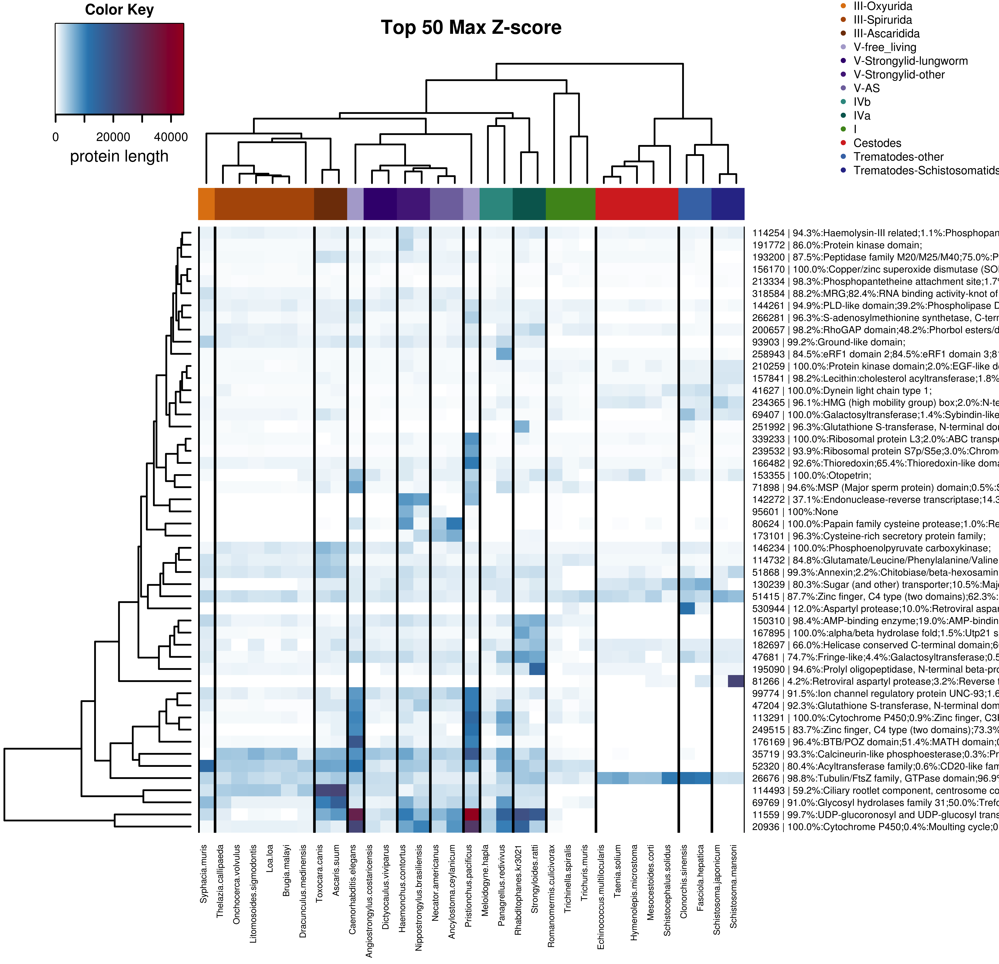 Color Key
0 20000 40000
protein length
Top 50 Max Z-score
III-Oxyurida
III-Spirurida
III-Ascaridida
V-free_living
V-Strongylid-lungworm
V-Strongylid-other
V-AS
IVb
IVa
I
Cestodes
Trematodes-other
Trematodes-Schistosomatids
114254 | 94.3%:Haemolysin-III related;1.1%:Phosphopan
191772 | 86.0%:Protein kinase domain;
193200 | 87.5%:Peptidase family M20/M25/M40;75.0%:P
156170 | 100.0%:Copper/zinc superoxide dismutase (SO
213334 | 98.3%:Phosphopantetheine attachment site;1.7%
318584 | 88.2%:MRG;82.4%:RNA binding activity-knot of
144261 | 94.9%:PLD-like domain;39.2%:Phospholipase D
266281 | 96.3%:S-adenosylmethionine synthetase, C-term
200657 | 98.2%:RhoGAP domain;48.2%:Phorbol esters/d
93903 | 99.2%:Ground-like domain;
258943 | 84.5%:eRF1 domain 2;84.5%:eRF1 domain 3;8
210259 | 100.0%:Protein kinase domain;2.0%:EGF-like d
157841 | 98.2%:Lecithin:cholesterol acyltransferase;1.8%
41627 | 100.0%:Dynein light chain type 1;
234365 | 96.1%:HMG (high mobility group) box;2.0%:N-te
69407 | 100.0%:Galactosyltransferase;1.4%:Sybindin-like
251992 | 96.3%:Glutathione S-transferase, N-terminal do
339233 | 100.0%:Ribosomal protein L3;2.0%:ABC transp
239532 | 93.9%:Ribosomal protein S7p/S5e;3.0%:Chrom
166482 | 92.6%:Thioredoxin;65.4%:Thioredoxin-like doma
153355 | 100.0%:Otopetrin;
71898 | 94.6%:MSP (Major sperm protein) domain;0.5%:S
142272 | 37.1%:Endonuclease-reverse transcriptase;14.3
95601 | 100%:None
80624 | 100.0%:Papain family cysteine protease;1.0%:Re
173101 | 96.3%:Cysteine-rich secretory protein family;
146234 | 100.0%:Phosphoenolpyruvate carboxykinase;
114732 | 84.8%:Glutamate/Leucine/Phenylalanine/Valine
51868 | 99.3%:Annexin;2.2%:Chitobiase/beta-hexosamin
130239 | 80.3%:Sugar (and other) transporter;10.5%:Maj
51415 | 87.7%:Zinc finger, C4 type (two domains);62.3%:
530944 | 12.0%:Aspartyl protease;10.0%:Retroviral aspar
150310 | 98.4%:AMP-binding enzyme;19.0%:AMP-bindin
167895 | 100.0%:alpha/beta hydrolase fold;1.5%:Utp21 s
182697 | 66.0%:Helicase conserved C-terminal domain;6
47681 | 74.7%:Fringe-like;4.4%:Galactosyltransferase;0.5
195090 | 94.6%:Prolyl oligopeptidase, N-terminal beta-pro
81266 | 4.2%:Retroviral aspartyl protease;3.2%:Reverse t
99774 | 91.5%:Ion channel regulatory protein UNC-93;1.6
47204 | 92.3%:Glutathione S-transferase, N-terminal dom
113291 | 100.0%:Cytochrome P450;0.9%:Zinc finger, C3H
249515 | 83.7%:Zinc finger, C4 type (two domains);73.3%
176169 | 96.4%:BTB/POZ domain;51.4%:MATH domain;0
35719 | 93.3%:Calcineurin-like phosphoesterase;0.3%:Pr
52320 | 80.4%:Acyltransferase family;0.6%:CD20-like fam
26676 | 98.8%:Tubulin/FtsZ family, GTPase domain;96.9%
114493 | 59.2%:Ciliary rootlet component, centrosome co
69769 | 91.0%:Glycosyl hydrolases family 31;50.0%:Trefo
11559 | 99.7%:UDP-glucoronosyl and UDP-glucosyl trans
20936 | 100.0%:Cytochrome P450;0.4%:Moulting cycle;0
Syphacia.muris
Thelazia.callipaeda
Onchocerca.volvulus
Litomosoides.sigmodontis
Loa.loa
Brugia.malayi
Dracunculus.medinensis
Toxocara.canis
Ascaris.suum
Caenorhabditis.elegans
Angiostrongylus.costaricensis
Dictyocaulus.viviparus
Haemonchus.contortus
Nippostrongylus.brasiliensis
Necator.americanus
Ancylostoma.ceylanicum
Pristionchus.pacificus
Meloidogyne.hapla
Panagrellus.redivivus
Rhabditophanes.kr3021
Strongyloides.ratti
Romanomermis.culicivorax
Trichinella.spiralis
Trichuris.muris
Echinococcus.multilocularis
Taenia.solium
Hymenolepis.microstoma
Mesocestoides.corti
Schistocephalus.solidus
Clonorchis.sinensis
Fasciola.hepatica
Schistosoma.japonicum
Schistosoma.mansoni